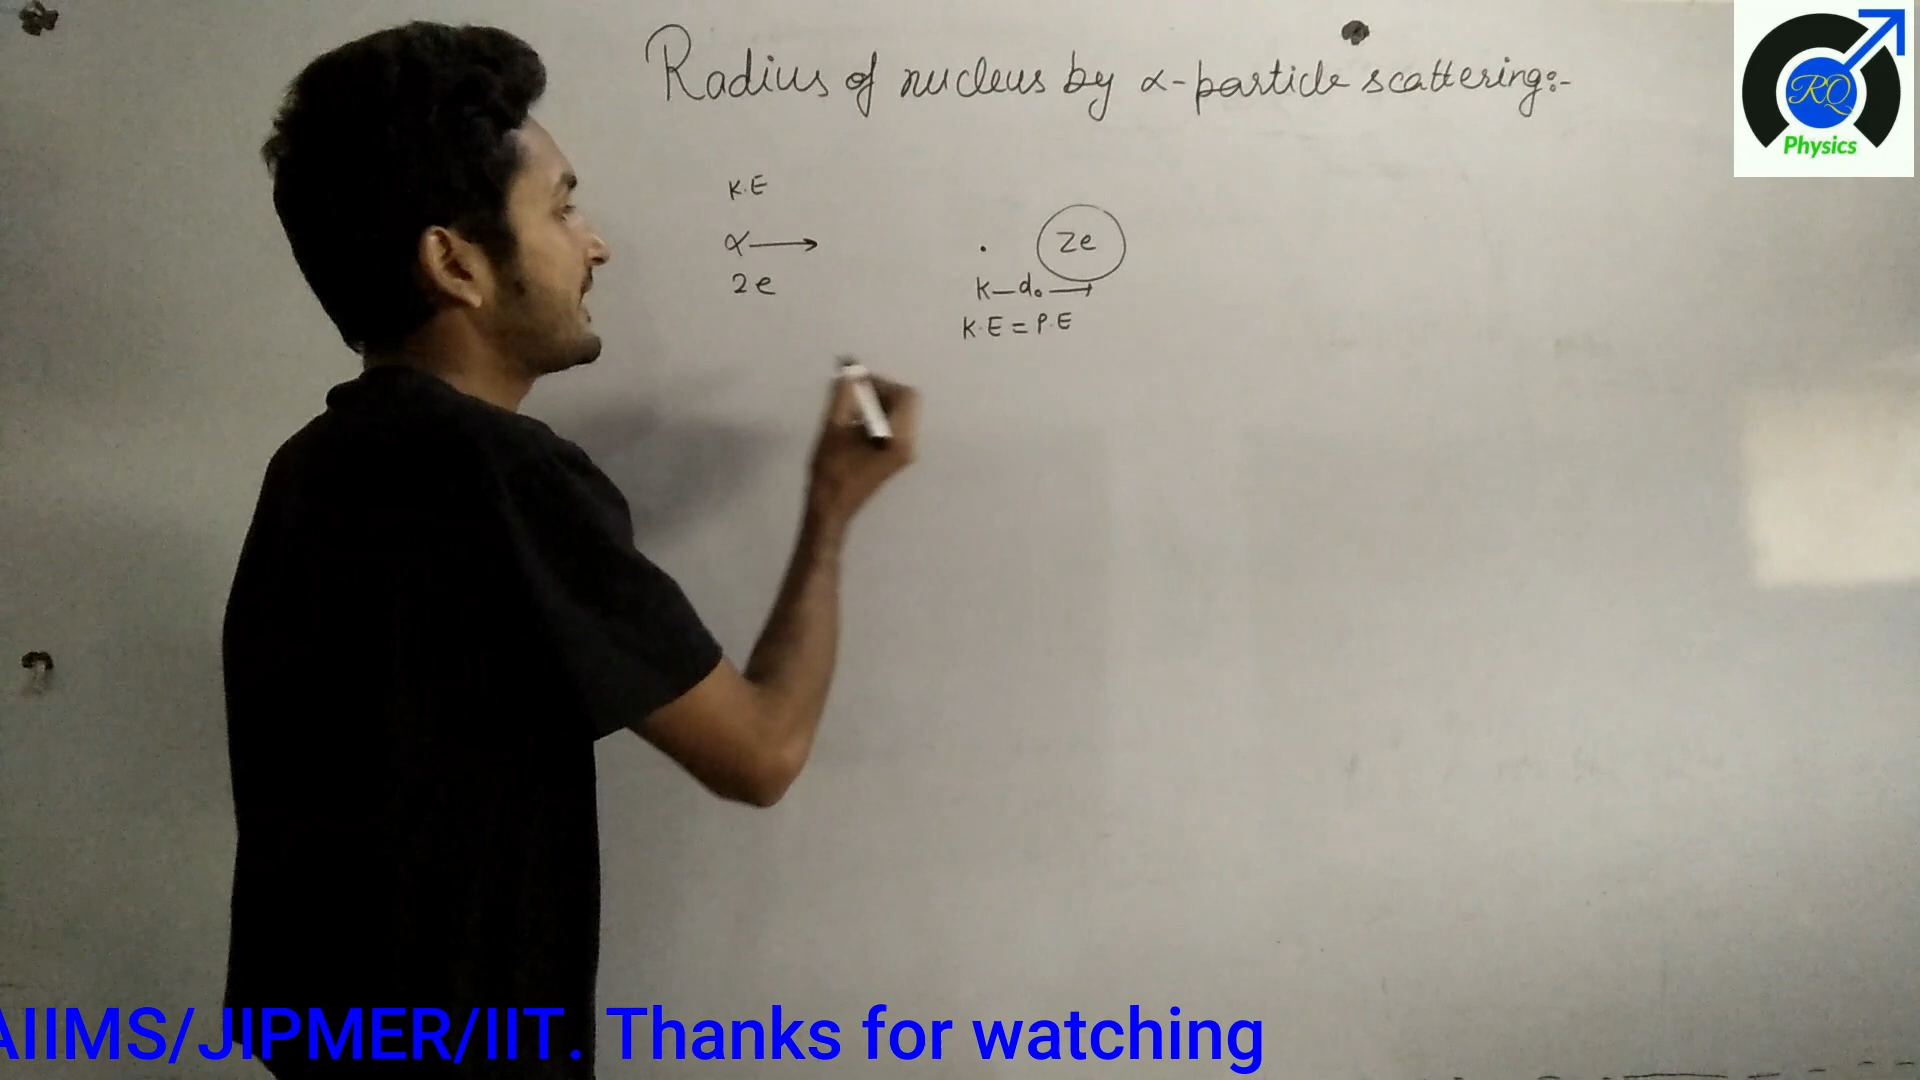 Radius of nucleus by α-particle scattering:-
K.E
α→
2e
.
Ze
K—d₀—→
K.E = P.E
RQ
Physics
AIIMS/JIPMER/IIT. Thanks for watching